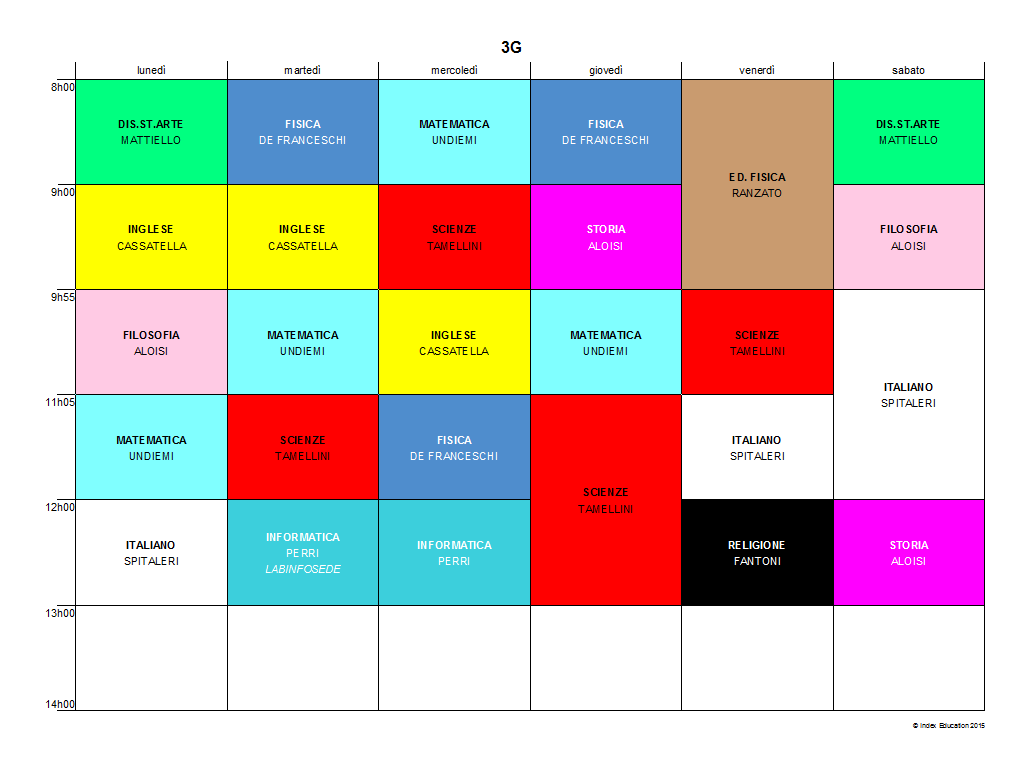 3G
lunedì martedì mercoledì giovedì venerdì sabato
8h00
DIS.ST.ARTE
MATTIELLO
FISICA
DE FRANCESCHI
MATEMATICA
UNDIEMI
FISICA
DE FRANCESCHI
ED. FISICA
RANZATO
DIS.ST.ARTE
MATTIELLO
9h00
INGLESE
CASSATELLA
INGLESE
CASSATELLA
SCIENZE
TAMELLINI
STORIA
ALOISI
FILOSOFIA
ALOISI
9h55
FILOSOFIA
ALOISI
MATEMATICA
UNDIEMI
INGLESE
CASSATELLA
MATEMATICA
UNDIEMI
SCIENZE
TAMELLINI
ITALIANO
SPITALERI
11h05
MATEMATICA
UNDIEMI
SCIENZE
TAMELLINI
FISICA
DE FRANCESCHI
SCIENZE
TAMELLINI
ITALIANO
SPITALERI
12h00
ITALIANO
SPITALERI
INFORMATICA
PERRI
LABINFOSEDE
INFORMATICA
PERRI
RELIGIONE
FANTONI
STORIA
ALOISI
13h00
14h00
© Index Education 2015